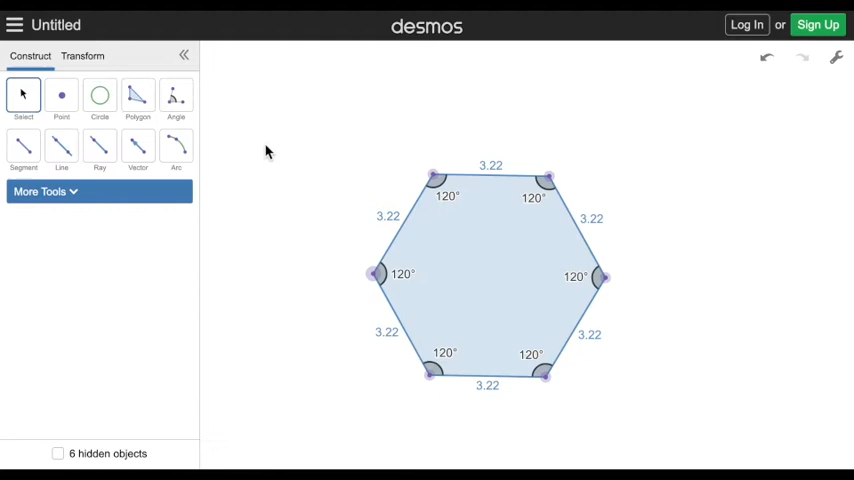 Untitled
desmos
Log In or Sign Up
Construct Transform
Select Point Circle Polygon Angle
Segment Line Ray Vector Arc
More Tools
3.22
120° 120°
3.22 3.22
120° 120°
3.22 3.22
120° 120°
3.22
6 hidden objects